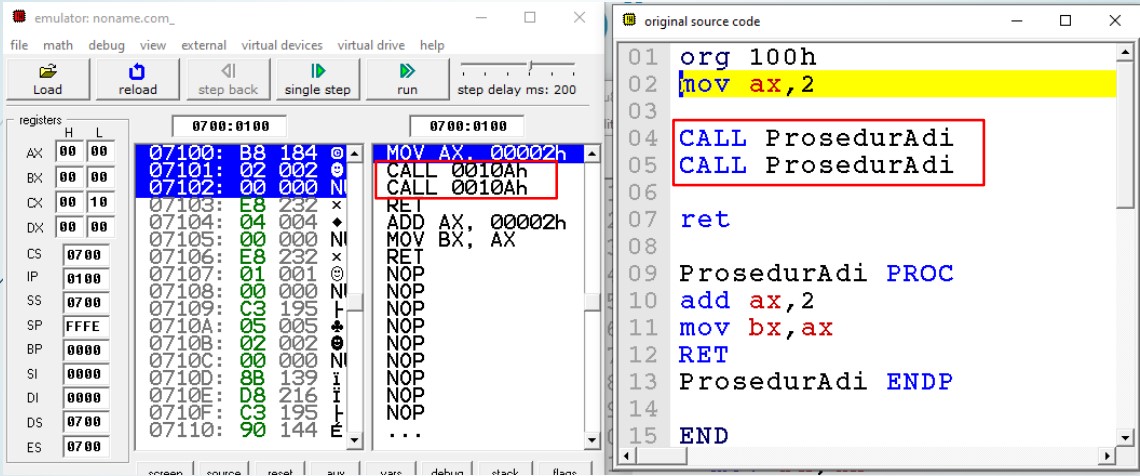 emulator: noname.com_
file math debug view external virtual devices virtual drive help
Load reload step back single step run step delay ms: 200
registers
H L
0700:0100 0700:0100
AX 00 00
BX 00 00
CX 00 10
DX 00 00
CS 0700
IP 0100
SS 0700
SP FFFE
BP 0000
SI 0000
DI 0000
DS 0700
ES 0700
07100: B8 184
07101: 02 002
07102: 00 000 NU
07103: E8 232
07104: 04 004
07105: 00 000 NU
07106: E8 232
07107: 01 001
07108: 00 000 NU
07109: C3 195
0710A: 05 005
0710B: 02 002
0710C: 00 000 NU
0710D: 8B 139 ï
0710E: D8 216 Ï
0710F: C3 195
07110: 90 144 É
MOV AX, 00002h
CALL 0010Ah
CALL 0010Ah
RET
ADD AX, 00002h
MOV BX, AX
RET
NOP
NOP
NOP
NOP
NOP
NOP
NOP
NOP
NOP
...
screen source reset aux vars debug stack flags
original source code
01 org 100h
02 mov ax,2
03
04 CALL ProsedurAdi
05 CALL ProsedurAdi
06
07 ret
08
09 ProsedurAdi PROC
10 add ax,2
11 mov bx,ax
12 RET
13 ProsedurAdi ENDP
14
15 END